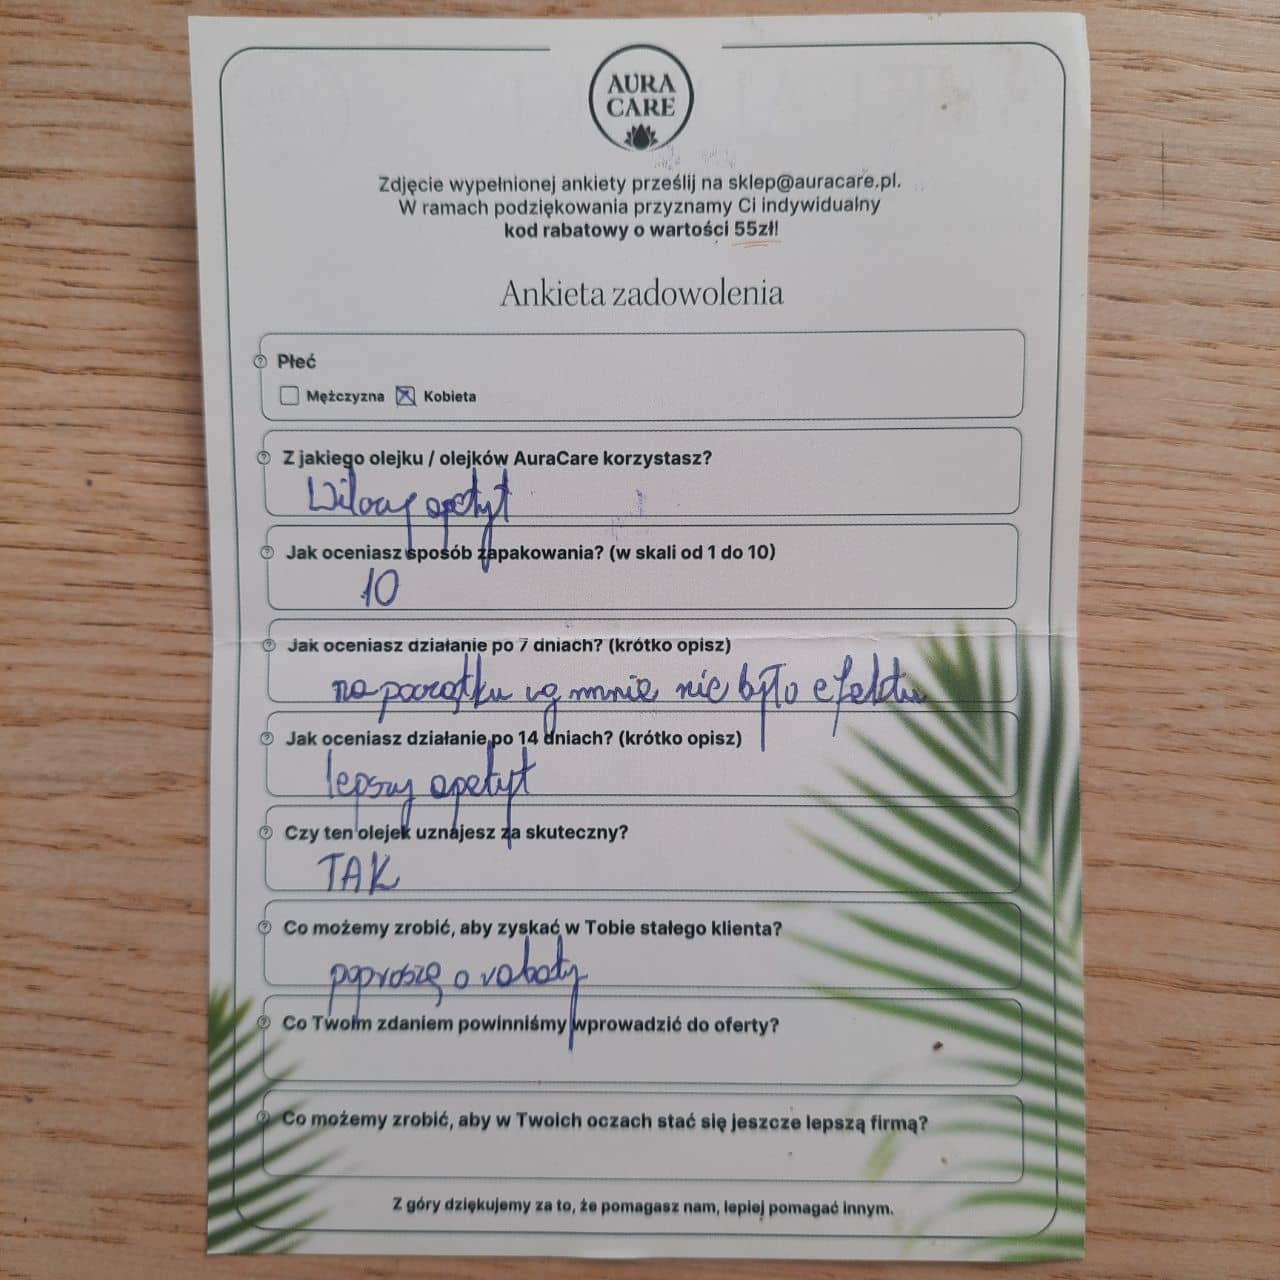 AURA
CARE
Zdjęcie wypełnionej ankiety prześlij na sklep@auracare.pl.
W ramach podziękowania przyznamy Ci indywidualny
kod rabatowy o wartości 55zł!
Ankieta zadowolenia
Płeć
Mężczyzna Kobieta
Z jakiego olejku / olejków AuraCare korzystasz?
Wilczy apetyt
Jak oceniasz sposób zapakowania? (w skali od 1 do 10)
10
Jak oceniasz działanie po 7 dniach? (krótko opisz)
na początku ug mnie nie było efektu
Jak oceniasz działanie po 14 dniach? (krótko opisz)
lepszy apetyt
Czy ten olejek uznajesz za skuteczny?
TAK
Co możemy zrobić, aby zyskać w Tobie stałego klienta?
poproszę o rabaty
Co Twoim zdaniem powinniśmy wprowadzić do oferty?
Co możemy zrobić, aby w Twoich oczach stać się jeszcze lepszą firmą?
Z góry dziękujemy za to, że pomagasz nam, lepiej pomagać innym.